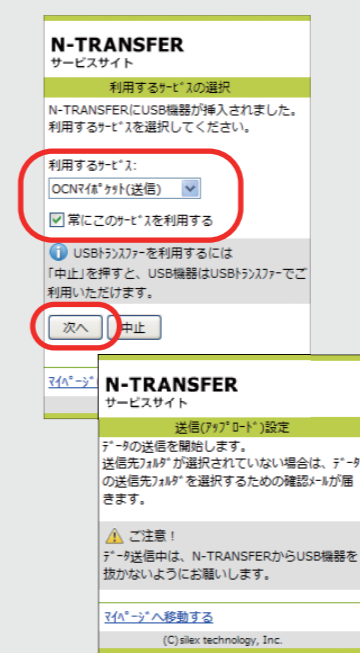 N-TRANSFER
サービスサイト
利用するｻｰﾋﾞｽの選択
N-TRANSFERにUSB機器が挿入されました。
利用するｻｰﾋﾞｽを選択してください。
利用するｻｰﾋﾞｽ:
OCNﾏｲﾎﾟｹｯﾄ(送信)
常にこのｻｰﾋﾞｽを利用する
USBﾄﾗﾝｽﾌｧｰを利用するには
「中止」を押すと、USB機器はUSBﾄﾗﾝｽﾌｧｰでご
利用いただけます。
次へ 中止
ﾏｲﾍﾟｰｼﾞ
N-TRANSFER
サービスサイト
送信(ｱｯﾌﾟﾛｰﾄﾞ)設定
ﾃﾞｰﾀの送信を開始します。
送信先ﾌｫﾙﾀﾞが選択されていない場合は、ﾃﾞｰﾀ
の送信先ﾌｫﾙﾀﾞを選択するための確認ﾒｰﾙが届
きます。
ご注意！
ﾃﾞｰﾀ送信中は、N-TRANSFERからUSB機器を
抜かないようにお願いします。
ﾏｲﾍﾟｰｼﾞへ移動する
(C)silex technology, Inc.